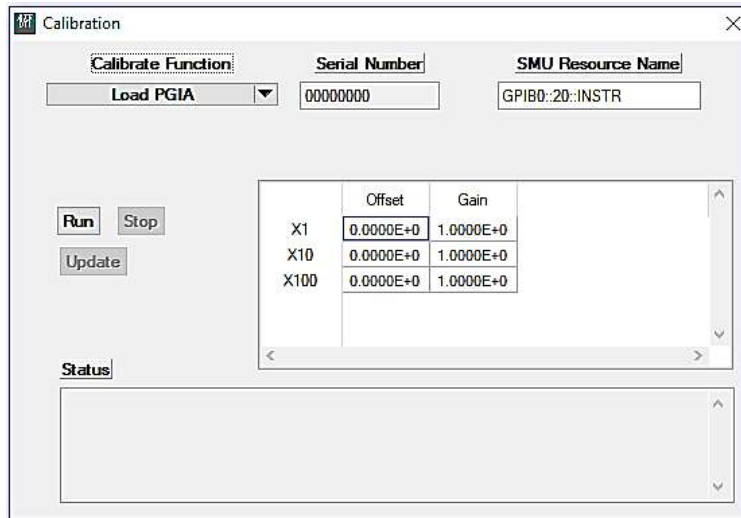 Calibration
Calibrate Function Serial Number SMU Resource Name
Load PGIA 00000000 GPIB0::20::INSTR
Offset Gain
Run Stop
X1 0.0000E+0 1.0000E+0
X10 0.0000E+0 1.0000E+0
Update
X100 0.0000E+0 1.0000E+0
Status